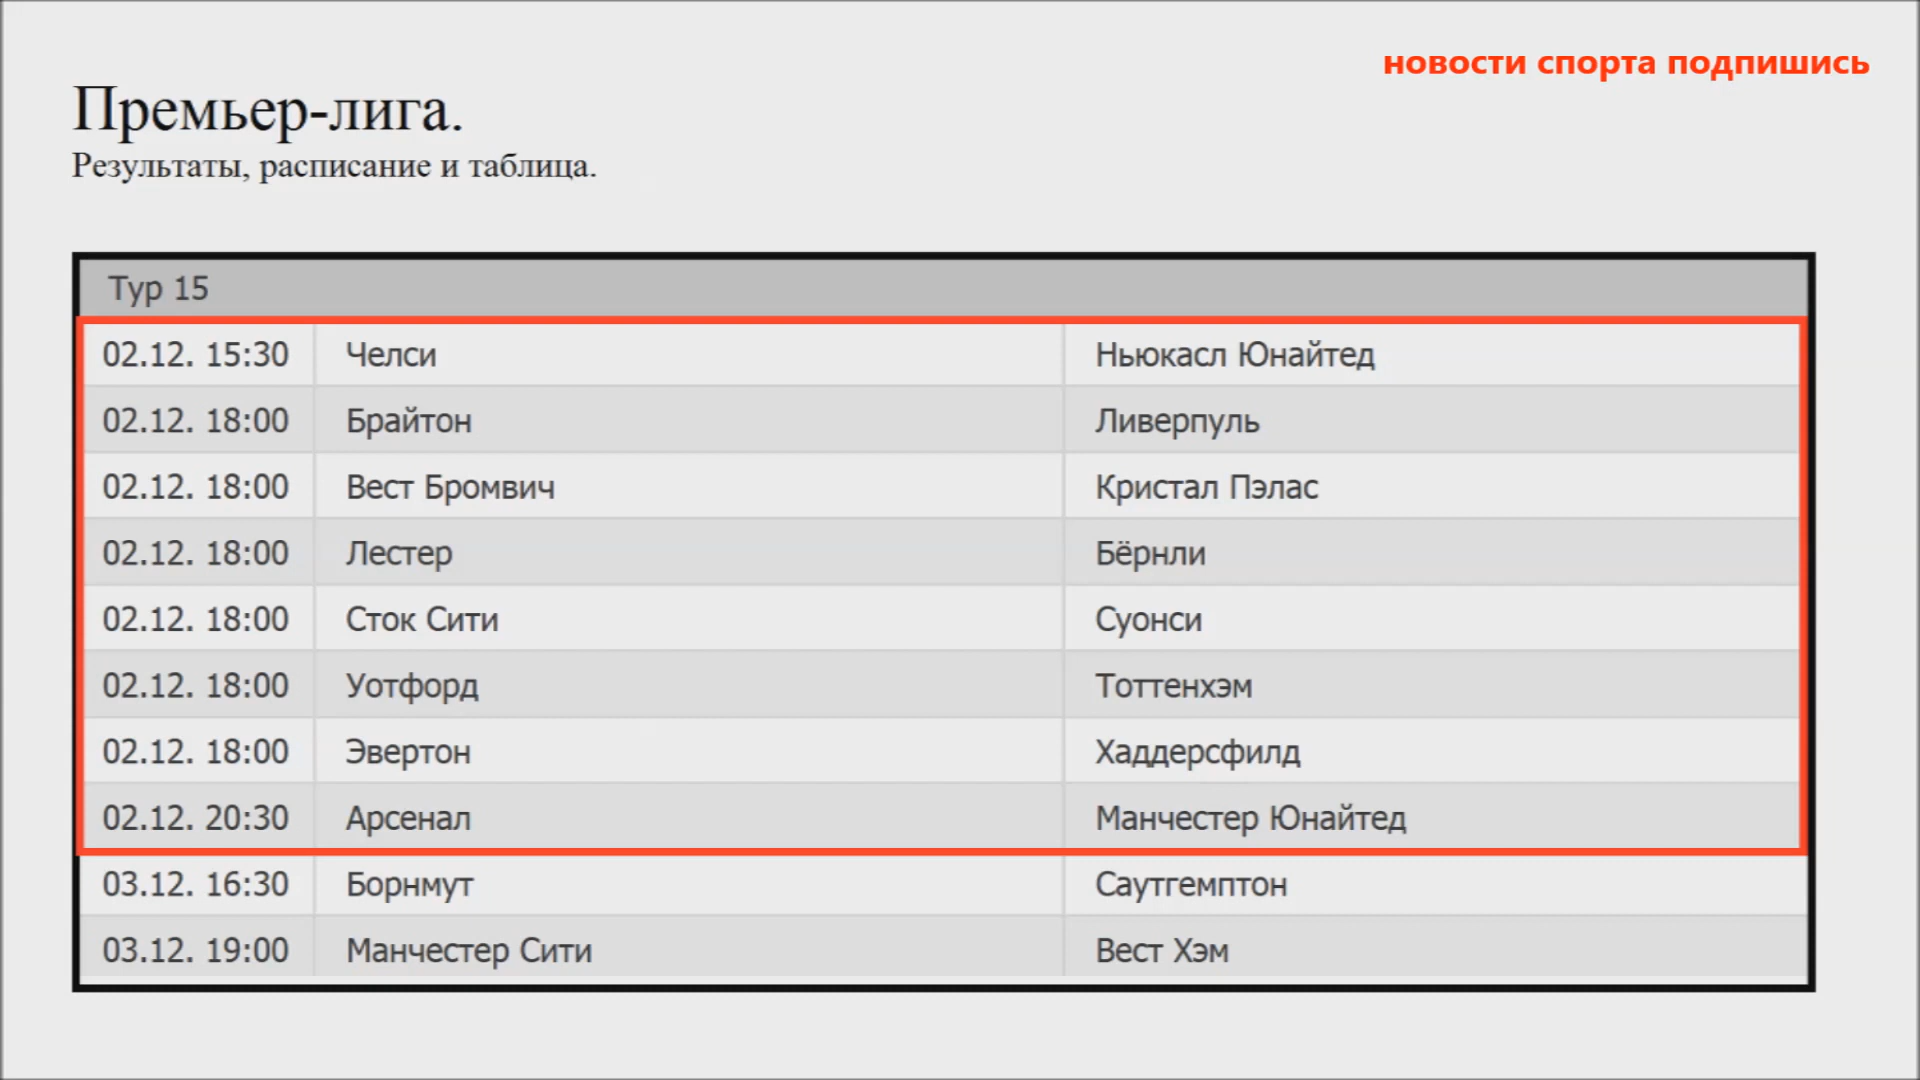 новости спорта подпишись
Премьер-лига.
Результаты, расписание и таблица.
Тур 15
02.12. 15:30 Челси Ньюкасл Юнайтед
02.12. 18:00 Брайтон Ливерпуль
02.12. 18:00 Вест Бромвич Кристал Пэлас
02.12. 18:00 Лестер Бёрнли
02.12. 18:00 Сток Сити Суонси
02.12. 18:00 Уотфорд Тоттенхэм
02.12. 18:00 Эвертон Хаддерсфилд
02.12. 20:30 Арсенал Манчестер Юнайтед
03.12. 16:30 Борнмут Саутгемптон
03.12. 19:00 Манчестер Сити Вест Хэм